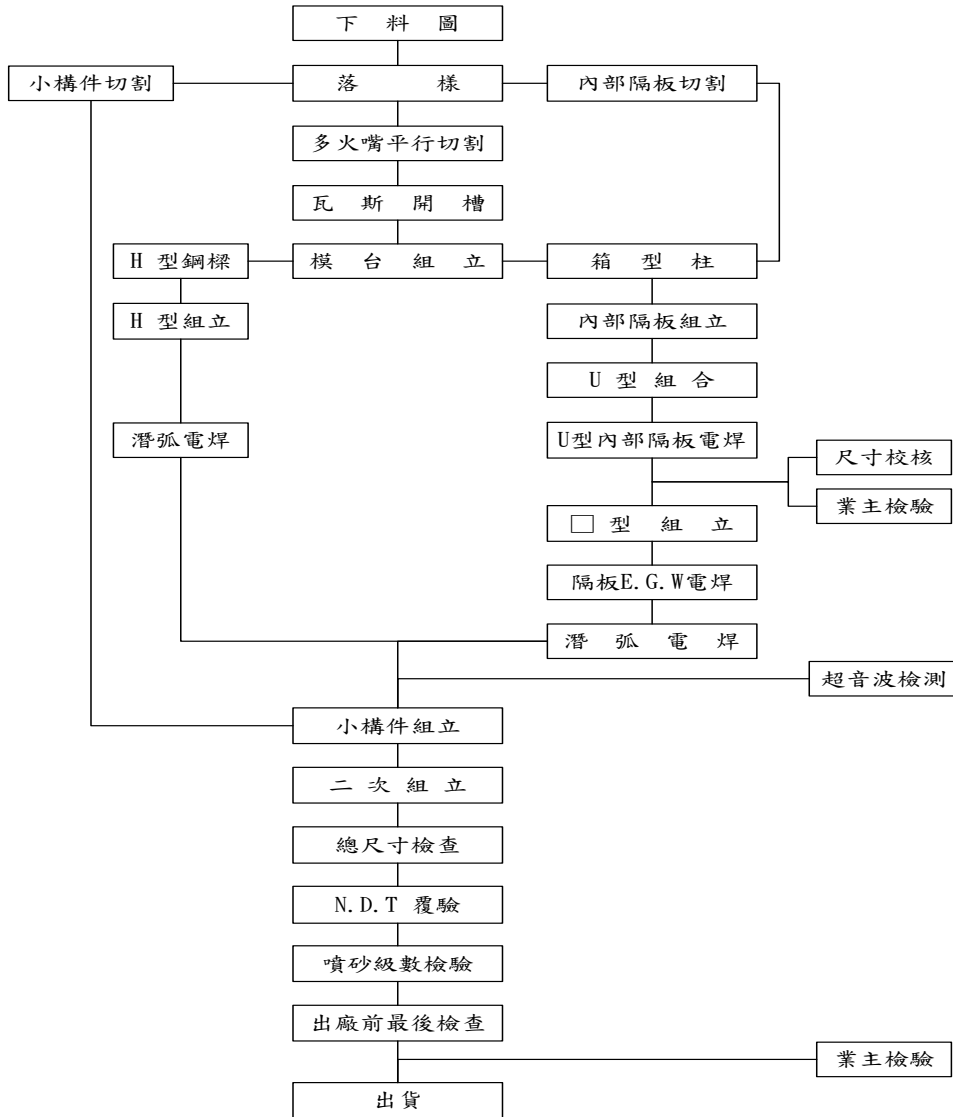 下料圖
小構件切割
落樣
內部隔板切割
多火嘴平行切割
瓦斯開槽
H 型鋼樑
模台組立
箱型柱
H 型組立
內部隔板組立
U 型組合
潛弧電焊
U型內部隔板電焊
尺寸校核
業主檢驗
□型組立
隔板E.G.W電焊
潛弧電焊
超音波檢測
小構件組立
二次組立
總尺寸檢查
N.D.T 覆驗
噴砂級數檢驗
出廠前最後檢查
業主檢驗
出貨